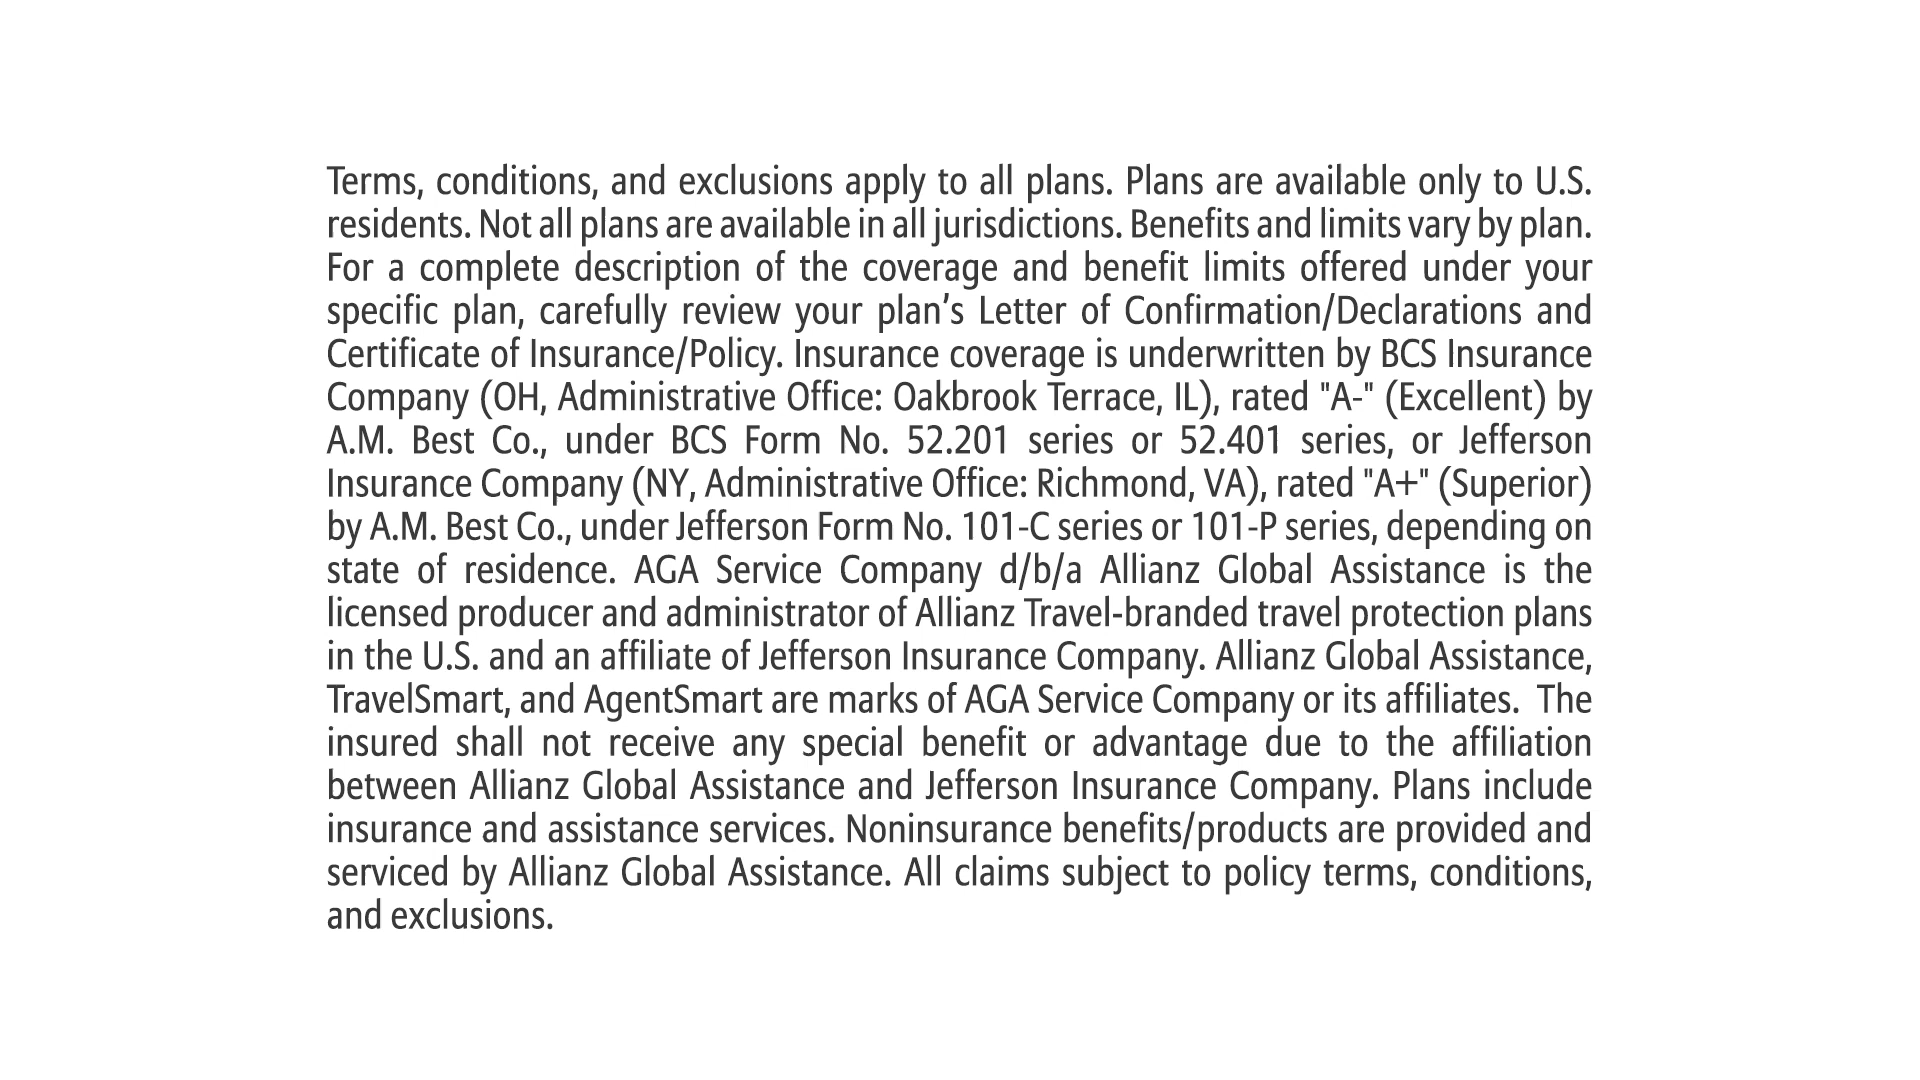 Terms, conditions, and exclusions apply to all plans. Plans are available only to U.S.
residents. Not all plans are available in all jurisdictions. Benefits and limits vary by plan.
For a complete description of the coverage and benefit limits offered under your
specific plan, carefully review your plan’s Letter of Confirmation/Declarations and
Certificate of Insurance/Policy. Insurance coverage is underwritten by BCS Insurance
Company (OH, Administrative Office: Oakbrook Terrace, IL), rated "A-" (Excellent) by
A.M. Best Co., under BCS Form No. 52.201 series or 52.401 series, or Jefferson
Insurance Company (NY, Administrative Office: Richmond, VA), rated "A+" (Superior)
by A.M. Best Co., under Jefferson Form No. 101-C series or 101-P series, depending on
state of residence. AGA Service Company d/b/a Allianz Global Assistance is the
licensed producer and administrator of Allianz Travel-branded travel protection plans
in the U.S. and an affiliate of Jefferson Insurance Company. Allianz Global Assistance,
TravelSmart, and AgentSmart are marks of AGA Service Company or its affiliates.  The
insured shall not receive any special benefit or advantage due to the affiliation
between Allianz Global Assistance and Jefferson Insurance Company. Plans include
insurance and assistance services. Noninsurance benefits/products are provided and
serviced by Allianz Global Assistance. All claims subject to policy terms, conditions,
and exclusions.